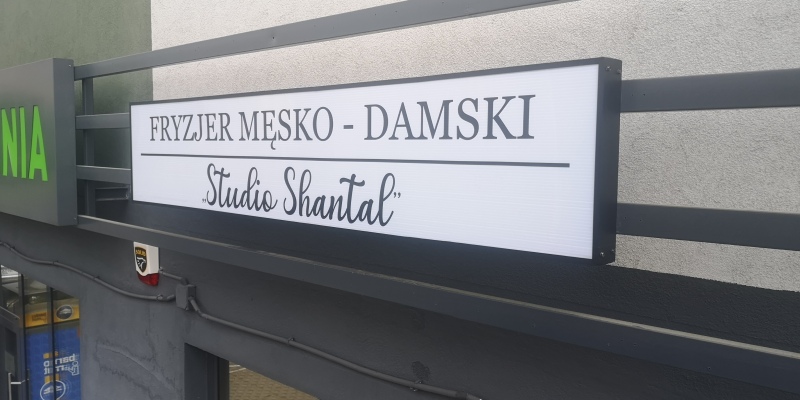 NIA
FRYZJER MĘSKO - DAMSKI
„Studio Shantal”